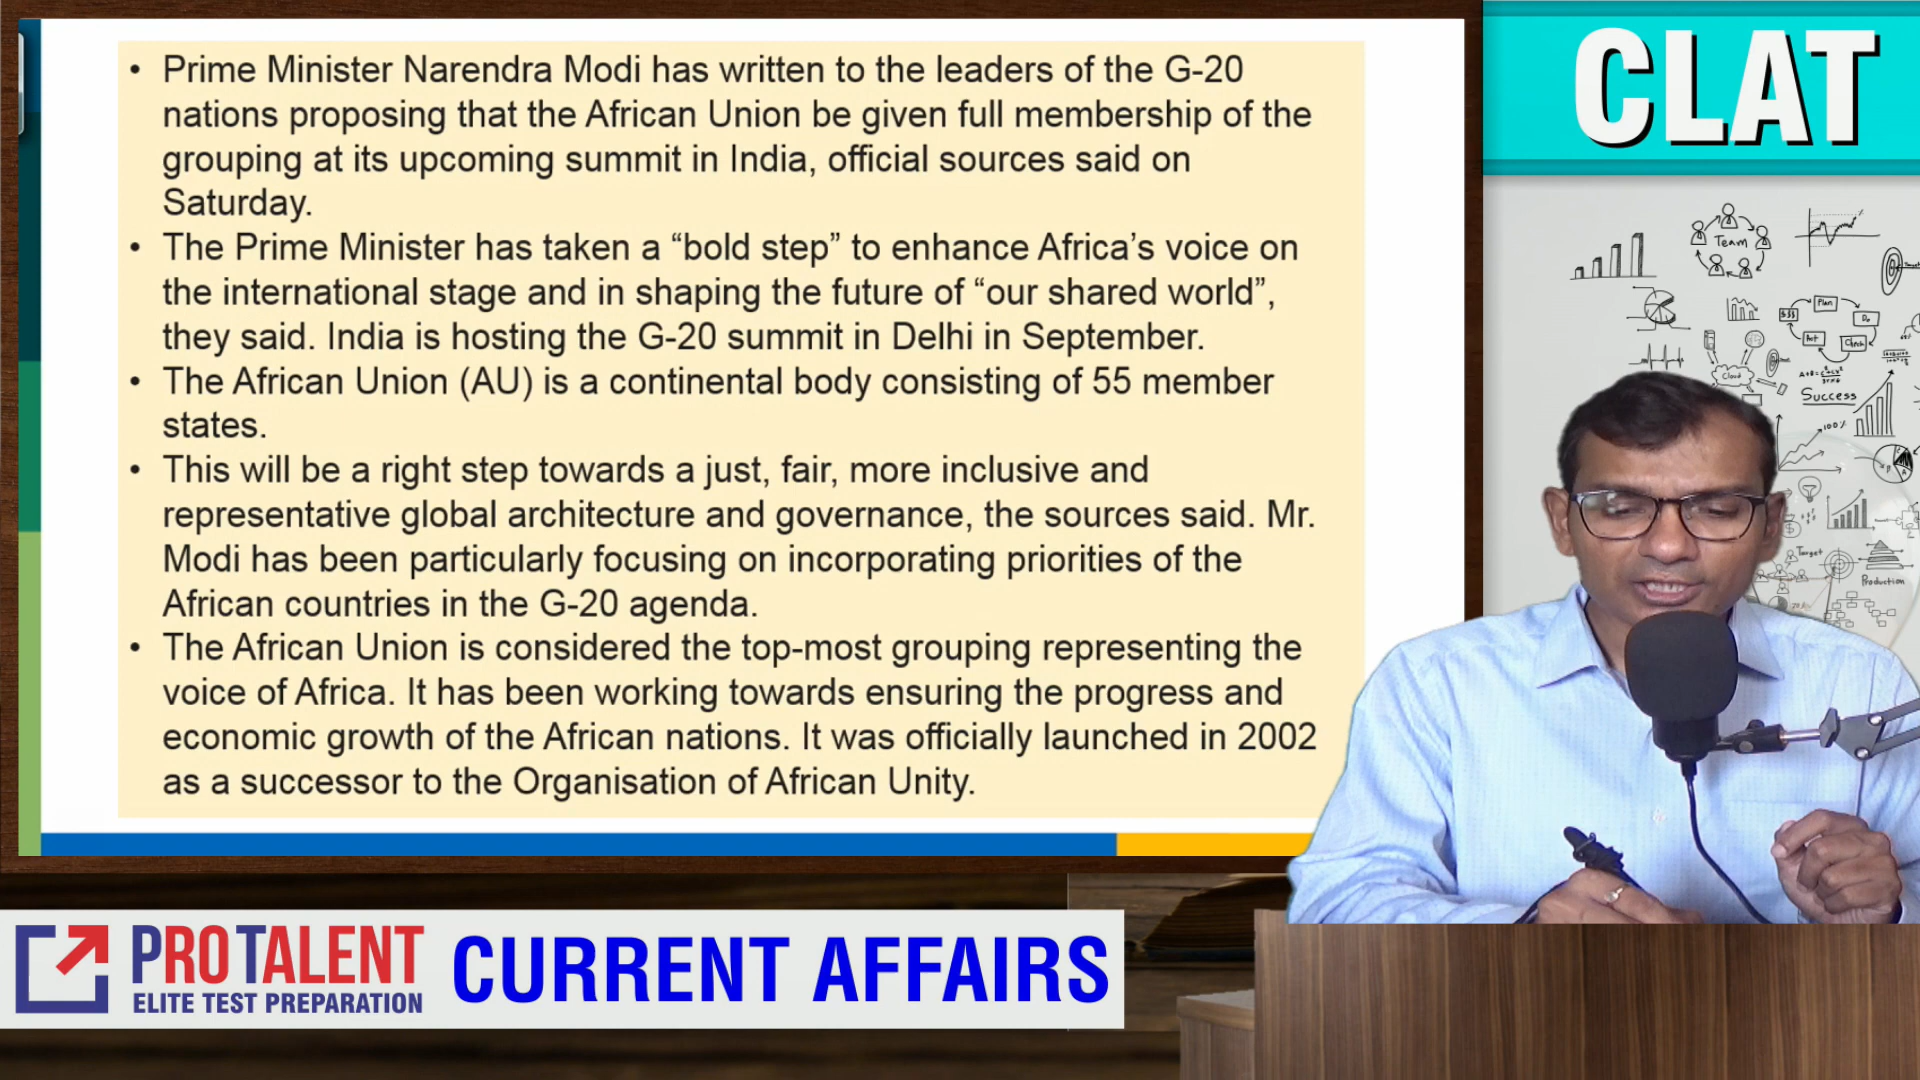 • Prime Minister Narendra Modi has written to the leaders of the G-20
nations proposing that the African Union be given full membership of the
grouping at its upcoming summit in India, official sources said on
Saturday.
• The Prime Minister has taken a “bold step” to enhance Africa’s voice on
the international stage and in shaping the future of “our shared world”,
they said. India is hosting the G-20 summit in Delhi in September.
• The African Union (AU) is a continental body consisting of 55 member
states.
• This will be a right step towards a just, fair, more inclusive and
representative global architecture and governance, the sources said. Mr.
Modi has been particularly focusing on incorporating priorities of the
African countries in the G-20 agenda.
• The African Union is considered the top-most grouping representing the
voice of Africa. It has been working towards ensuring the progress and
economic growth of the African nations. It was officially launched in 2002
as a successor to the Organisation of African Unity.
CLAT
Team
Plan
$$$
Do
Act
Check
Cloud
Success
100%
Target
Production
PROTALENT
ELITE TEST PREPARATION
CURRENT AFFAIRS